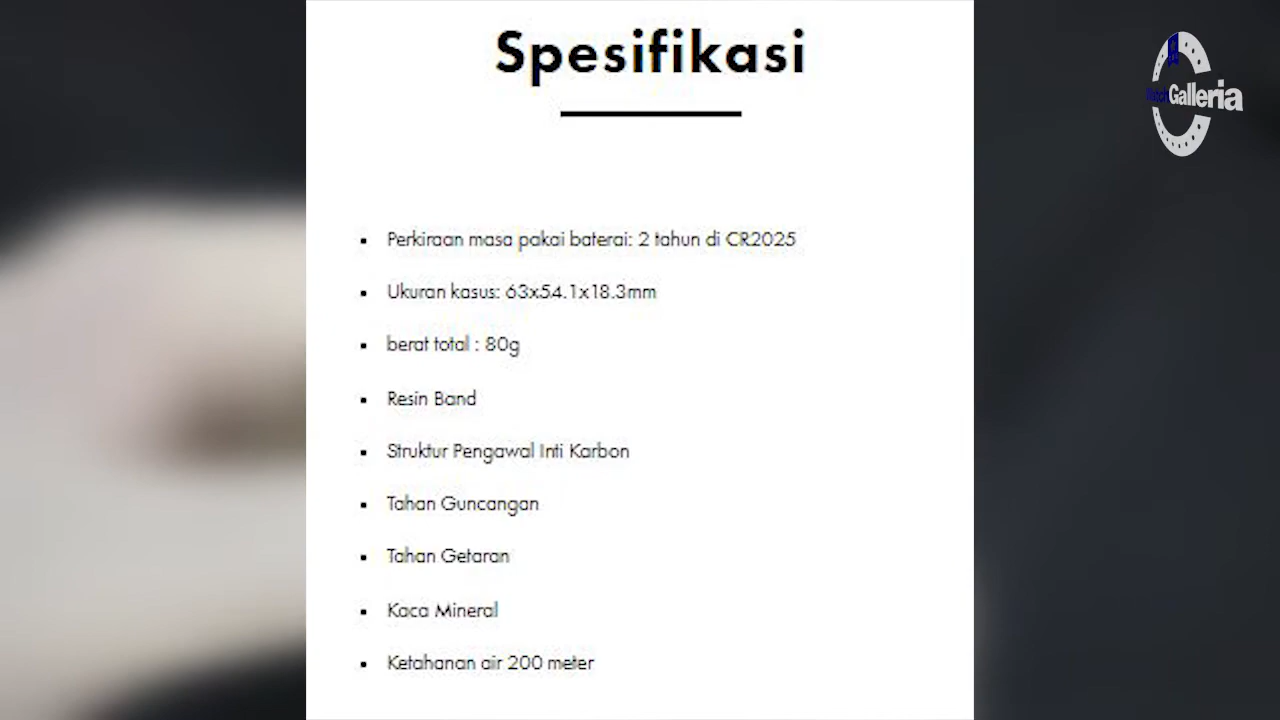 Spesifikasi
Galleria
Perkiraan masa pakai baterai: 2 tahun di CR2025
Ukuran kasus: 63x54.1x18.3mm
berat total : 80g
Resin Band
Struktur Pengawal Inti Karbon
Tahan Guncangan
Tahan Getaran
Kaca Mineral
Ketahanan air 200 meter